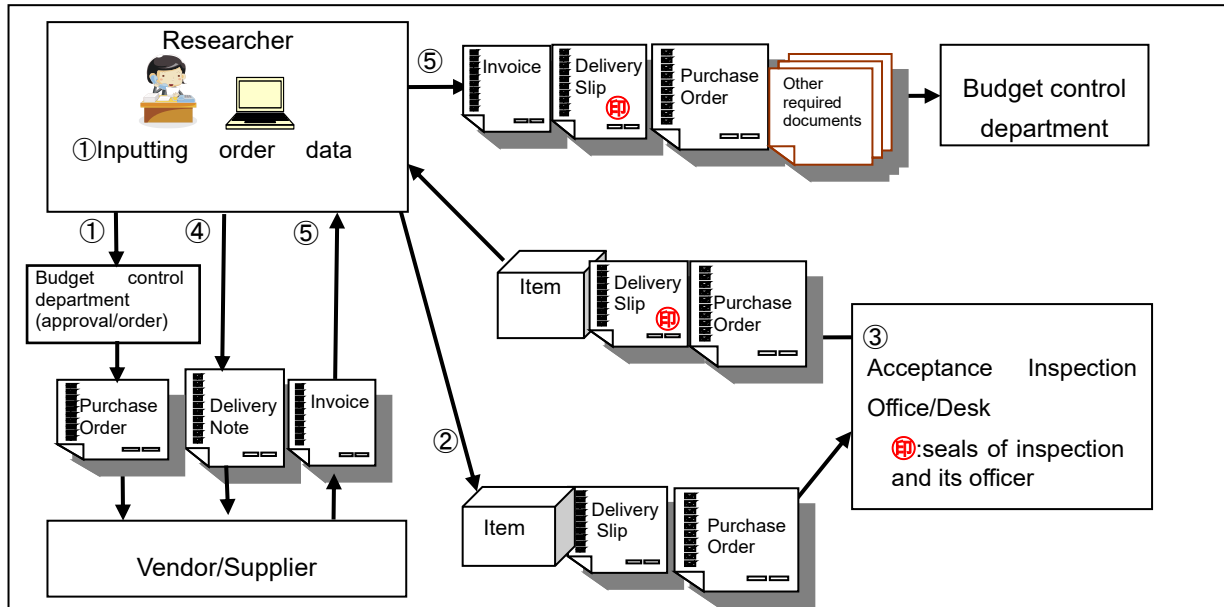 Researcher
①Inputting order data
⑤
Invoice
Delivery
Slip
印
Purchase
Order
Other
required
documents
Budget control
department
①
④
⑤
Budget control
department
(approval/order)
Purchase
Order
Delivery
Note
Invoice
Vendor/Supplier
②
Item
Delivery
Slip
印
Purchase
Order
Item
Delivery
Slip
Purchase
Order
③
Acceptance Inspection
Office/Desk
印:seals of inspection
and its officer